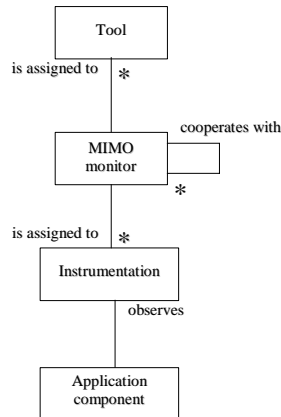 Tool
is assigned to
*
cooperates with
MIMO
monitor
*
is assigned to
*
Instrumentation
observes
Application
component